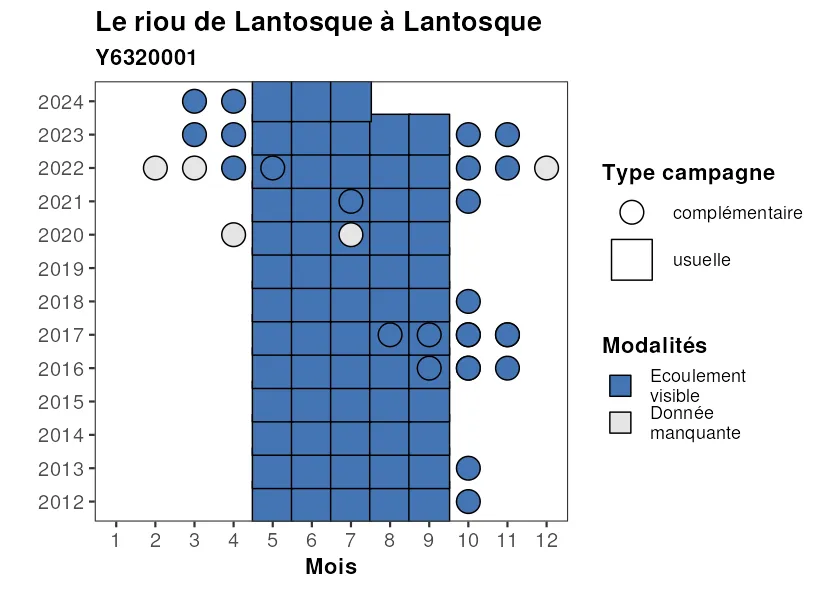 Le riou de Lantosque à Lantosque
Y6320001
2024
2023
2022
2021
2020
2019
2018
2017
2016
2015
2014
2013
2012
1 2 3 4 5 6 7 8 9 10 11 12
Mois
Type campagne
complémentaire
usuelle
Modalités
Ecoulement
visible
Donnée
manquante